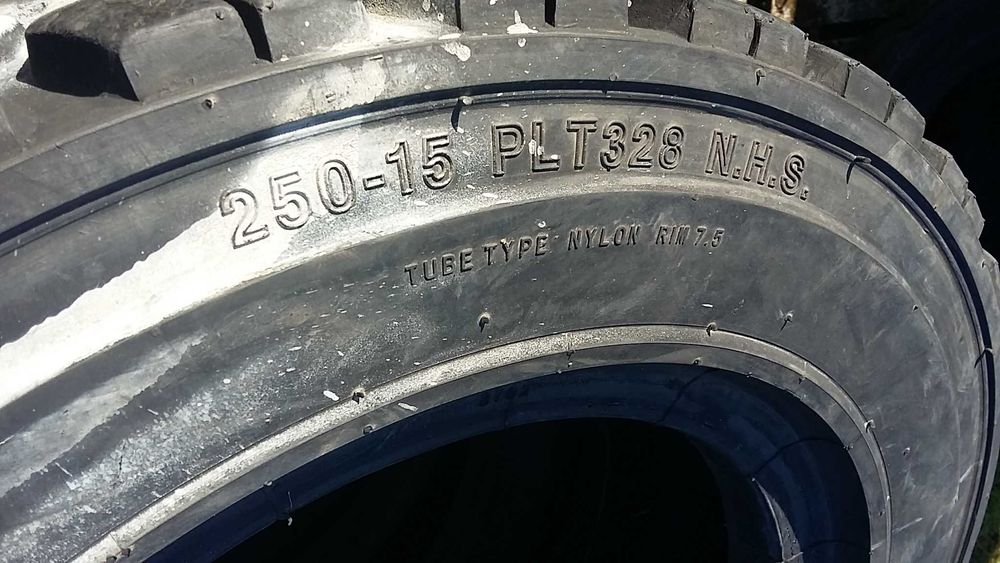 250-15 PLT328 N.H.S.
TUBE TYPE NYLON RIM 7.5